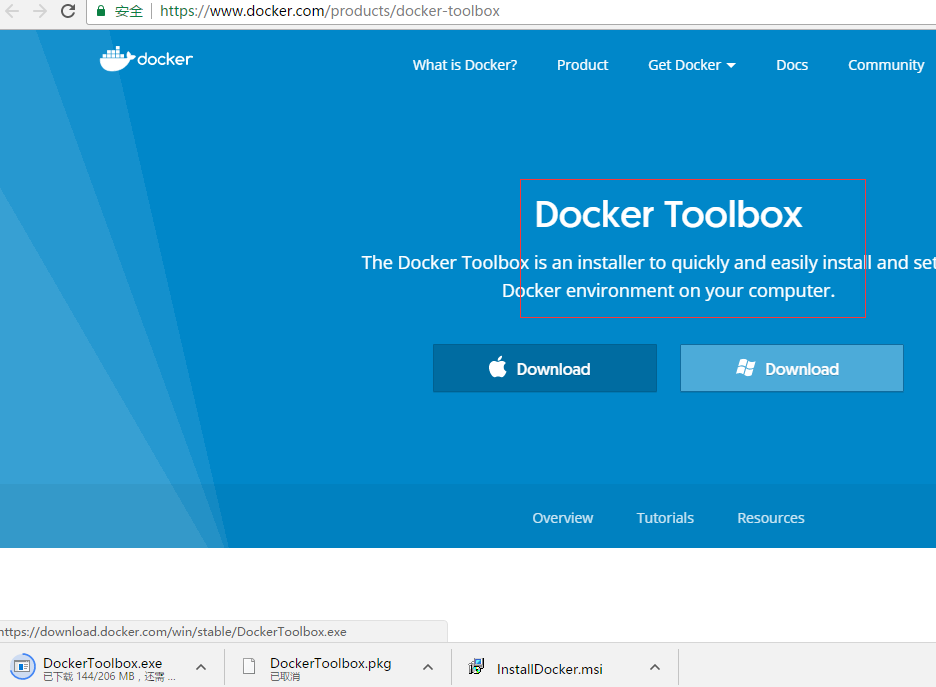 安全 https://www.docker.com/products/docker-toolbox
docker
What is Docker? Product Get Docker Docs Community
Docker Toolbox
The Docker Toolbox is an installer to quickly and easily install and set
Docker environment on your computer.
Download Download
Overview Tutorials Resources
https://download.docker.com/win/stable/DockerToolbox.exe
DockerToolbox.exe
已下载 144/206 MB，还需 ...
DockerToolbox.pkg
已取消
InstallDocker.msi